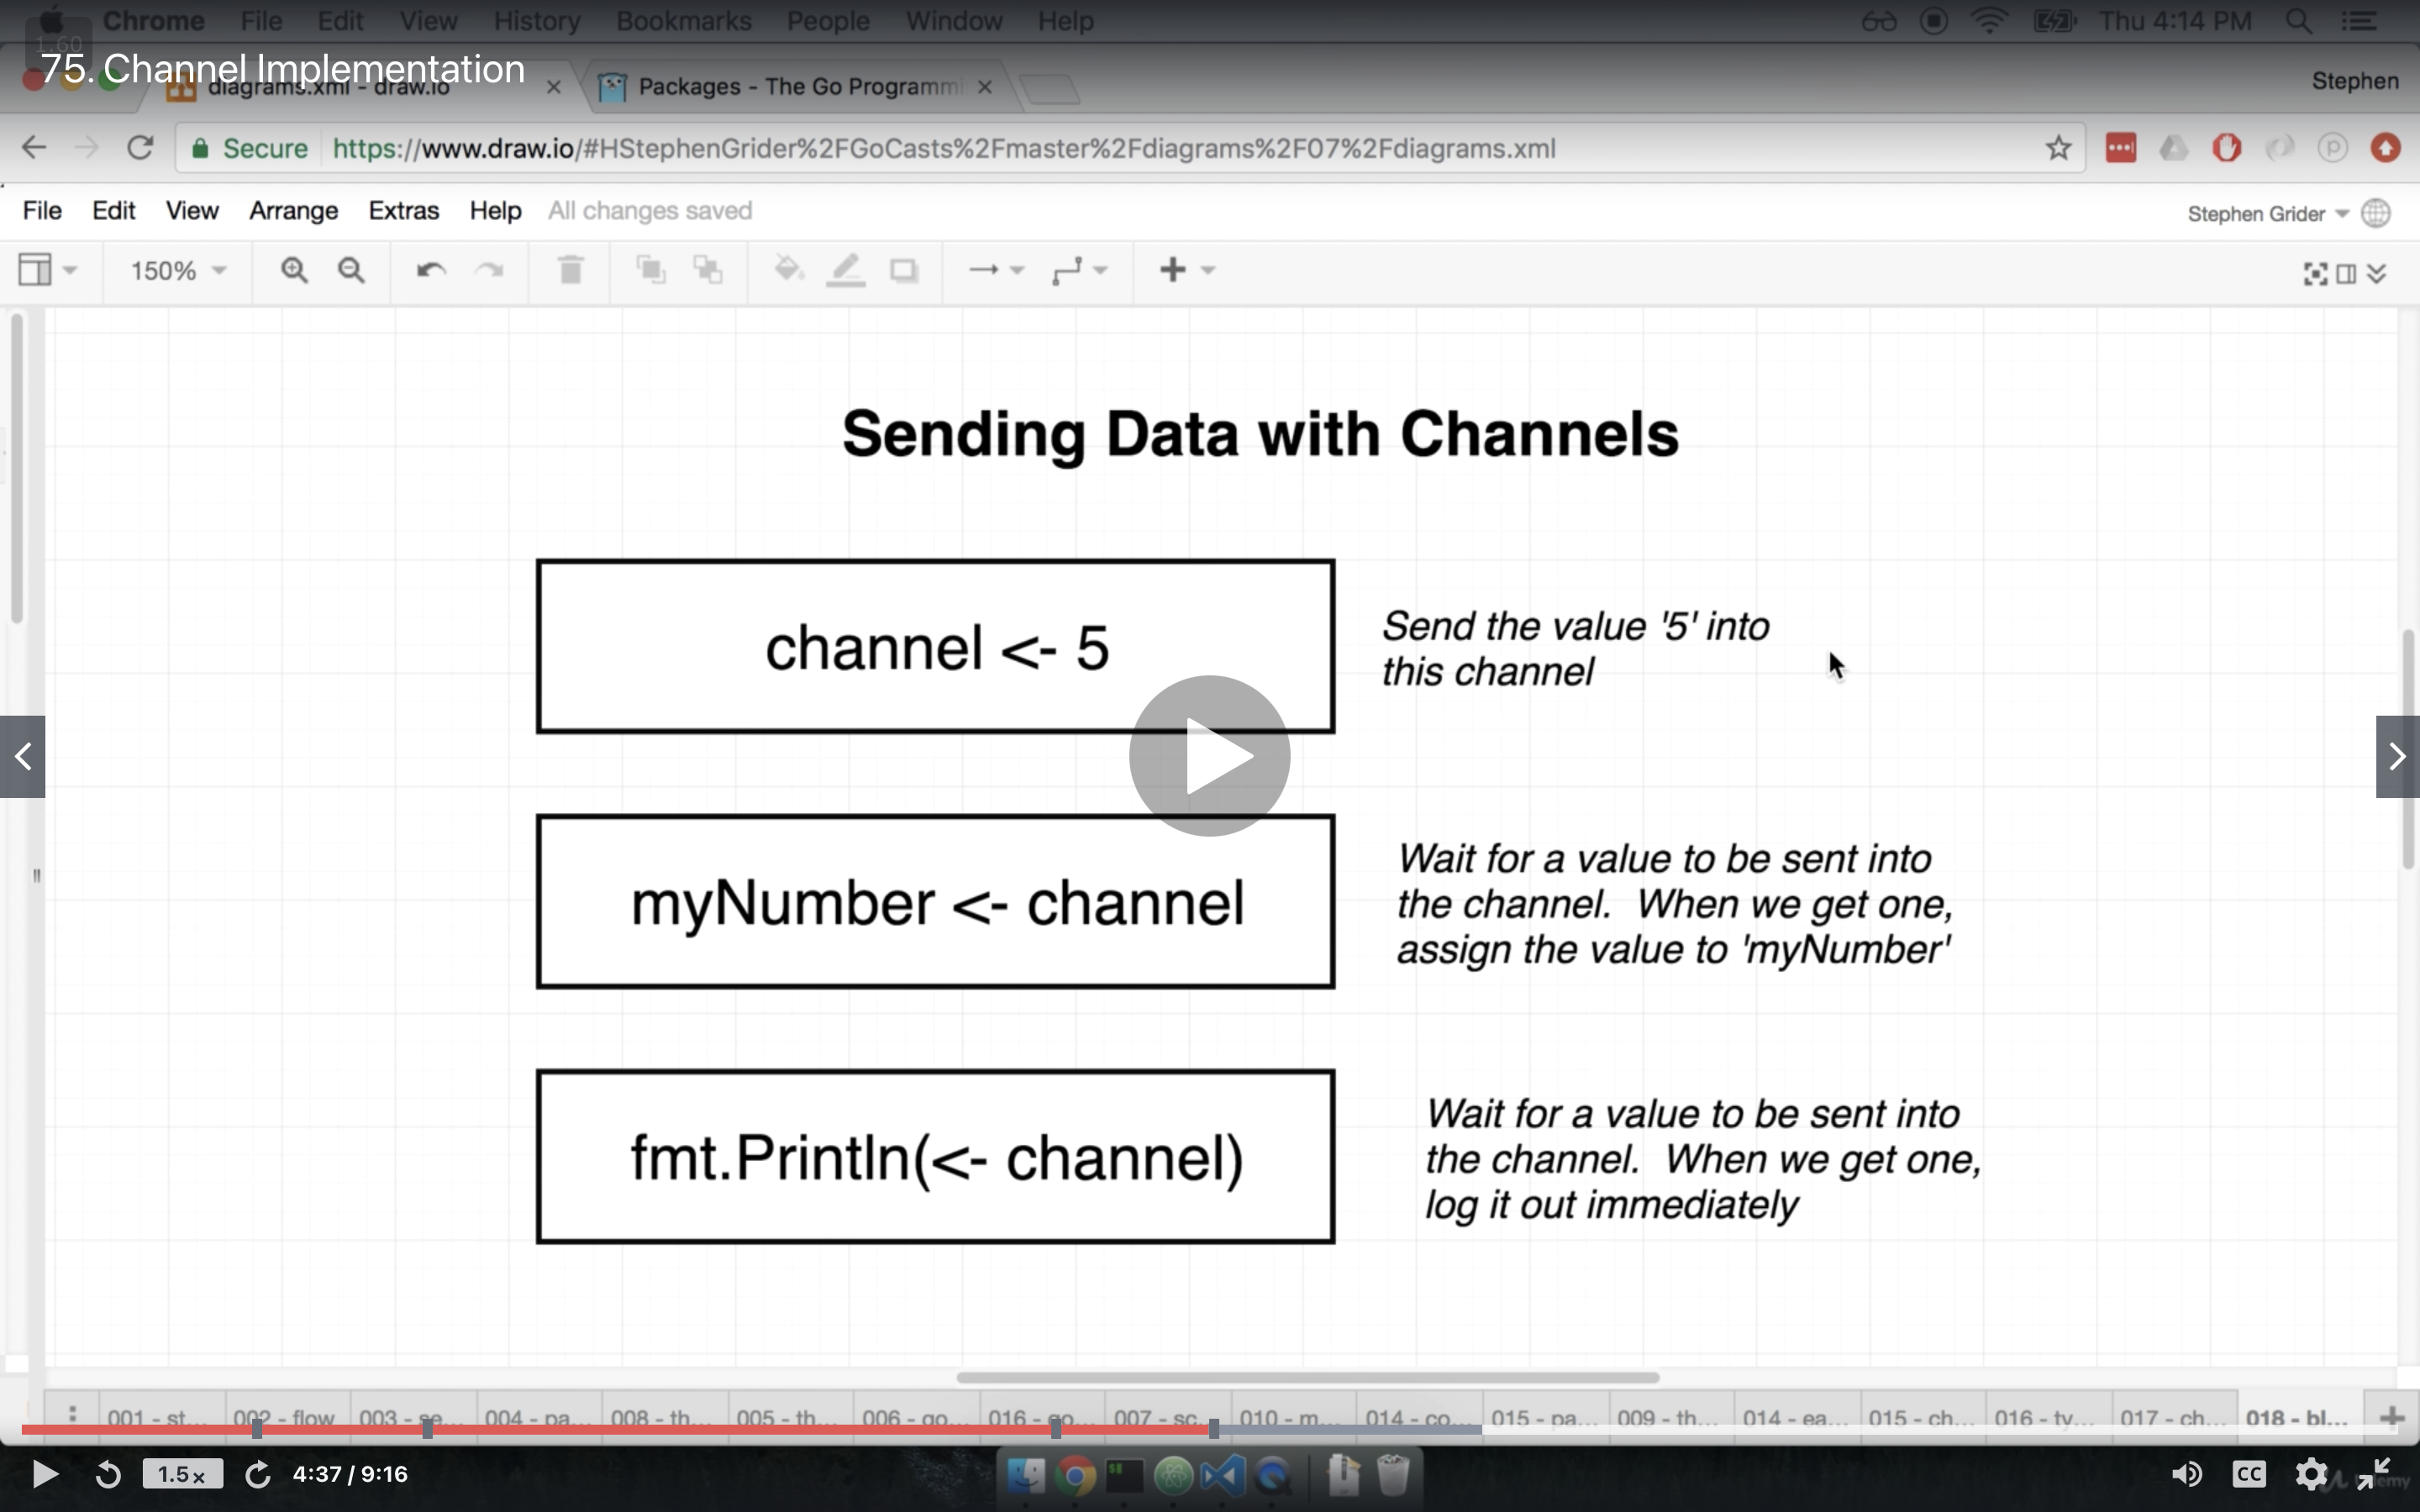 Chrome File Edit View History Bookmarks People Window Help Thu 4:14 PM
1.60
75. Channel Implementation
diagrams.xml - draw.io Packages - The Go Programmi Stephen
Secure https://www.draw.io/#HStephenGrider%2FGoCasts%2Fmaster%2Fdiagrams%2F07%2Fdiagrams.xml
File Edit View Arrange Extras Help All changes saved Stephen Grider
150%
Sending Data with Channels
channel <- 5
Send the value '5' into
this channel
myNumber <- channel
Wait for a value to be sent into
the channel. When we get one,
assign the value to 'myNumber'
fmt.Println(<- channel)
Wait for a value to be sent into
the channel. When we get one,
log it out immediately
001 - st... 002 - flow 003 - se... 004 - pa... 008 - th... 005 - th... 006 - go... 016 - go... 007 - sc... 010 - m... 014 - co... 015 - pa... 009 - th... 014 - ea... 015 - ch... 016 - ty... 017 - ch... 018 - bl...
1.5x 4:37 / 9:16 CC